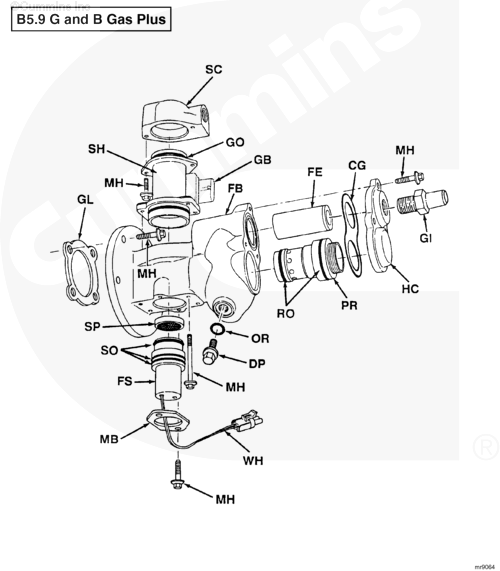 ©Cummins Inc
B5.9 G and B Gas Plus
SC
SH
GO
MH
GB
MH
CG
FE
FB
GL
GI
MH
HC
PR
RO
SP
OR
SO
DP
FS
MH
MB
WH
MH
Cummins
®
mr9064